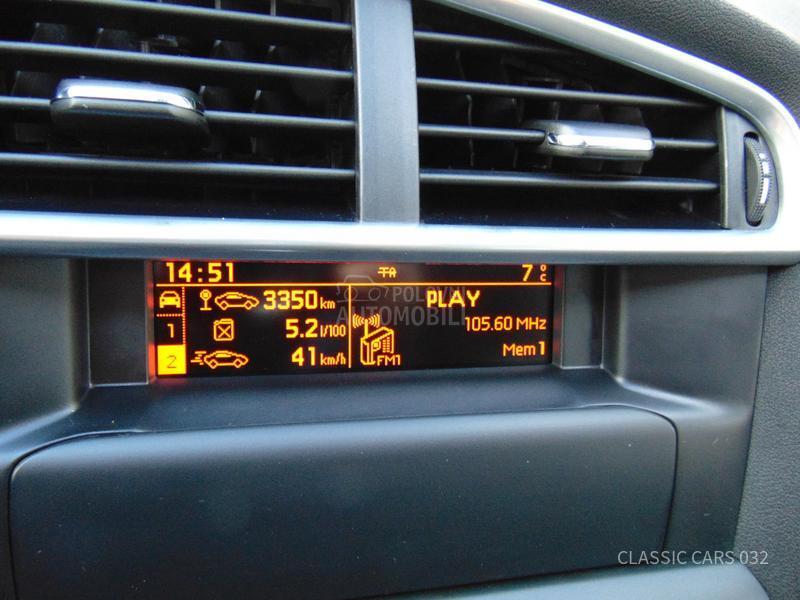 14:51 TA 7 °C
3350 km PLAY
1 5.2 l/100 105.60 MHz
2 41 km/h FM1 Mem 1
POLOVNI
AUTOMOBILI
CLASSIC CARS 032